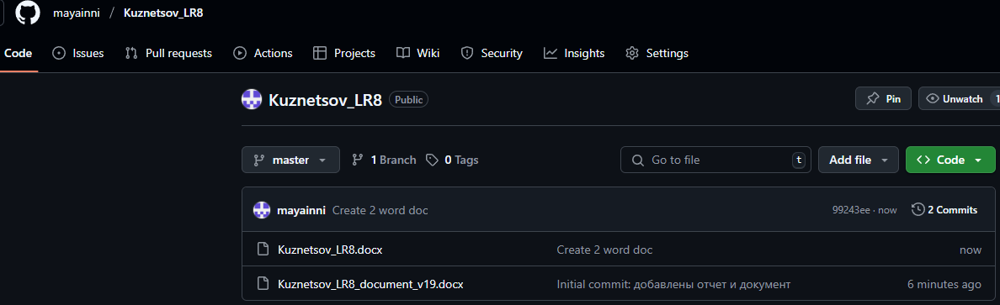 mayainni / Kuznetsov_LR8
Code Issues Pull requests Actions Projects Wiki Security Insights Settings
Kuznetsov_LR8 Public Pin Unwatch 1
master 1 Branch 0 Tags Go to file t Add file Code
mayainni Create 2 word doc 99243ee · now 2 Commits
Kuznetsov_LR8.docx Create 2 word doc now
Kuznetsov_LR8_document_v19.docx Initial commit: добавлены отчет и документ 6 minutes ago